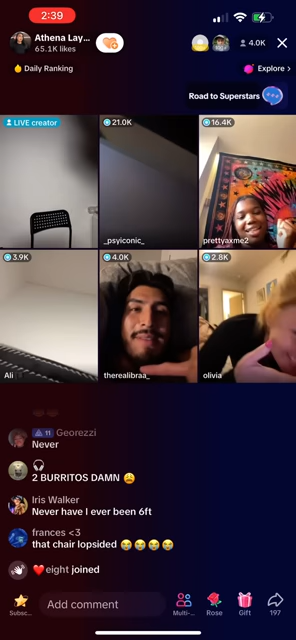 2:39
Athena Lay...
65.1K likes
4.0K
Daily Ranking
Explore >
Road to Superstars
LIVE creator
21.0K
16.4K
_psyiconic_
prettyaxme2
3.9K
4.0K
2.8K
Ali
therealibraa_
olivia
11 Georezzi
Never
2 BURRITOS DAMN 😩
Iris Walker
Never have I ever been 6ft
frances <3
that chair lopsided 😂😂😂😂
❤️eight joined
Subsc...
Add comment
Multi-...
Rose
Gift
197